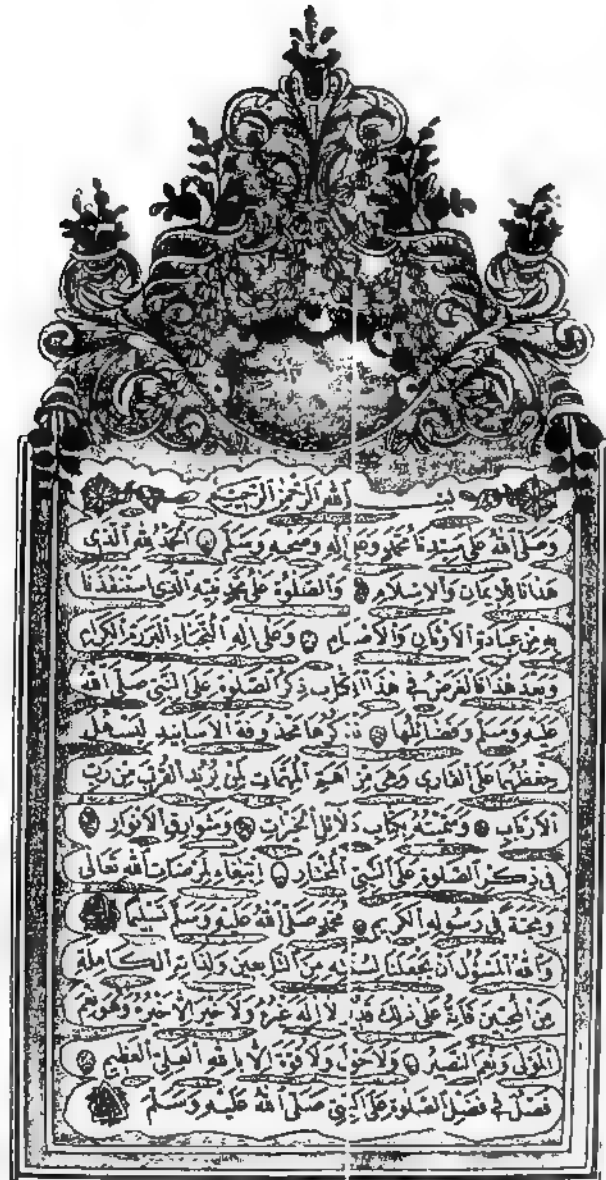 بسم الله الرحمن الرحيم
وصلى الله على سيدنا محمد وعلى آله وصحبه وسلم الحمد لله الذي
هدانا للإيمان والإسلام والصلوة على محمد نبيه الذي استنقذنا
به من عبادة الأوثان والأصنام وعلى آله النجباء البررة الكرام
وبعد هذا فالغرض في هذا الكتاب ذكر الصلوة على النبي صلى الله
عليه وسلم وفضائلها نذكرها محذوفة الأسانيد ليسهل
حفظها على القاري وهي من أهم المهمات لمن يريد القرب من رب
الأرباب وسميته بكتاب دلائل الخيرات وشوارق الأنوار
في ذكر الصلوة على النبي المختار ابتغاء لمرضات الله تعالى
ومحبة في رسوله الكريم محمد صلى الله عليه وسلم تسليما
والله المسئول أن يجعلنا لسنته من التابعين ولذاته الكاملة
من المحبين فإنه على ذلك قدير لا إله غيره ولا خير إلا خيره وهو نعم
المولى ونعم النصير ولا حول ولا قوة إلا بالله العلي العظيم
فصل في فضل الصلوة على النبي صلى الله عليه وسلم